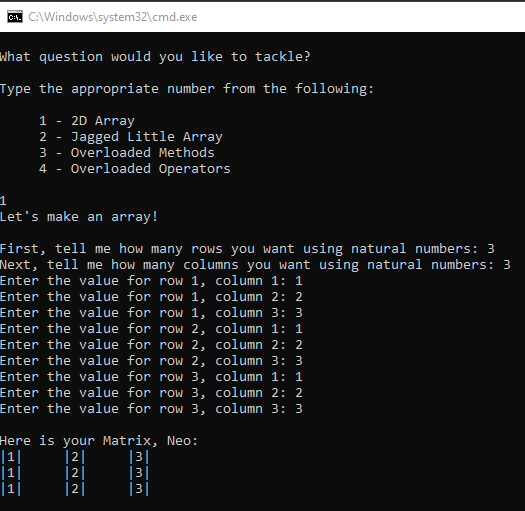 C:\Windows\system32\cmd.exe
What question would you like to tackle?
Type the appropriate number from the following:
1 - 2D Array
2 - Jagged Little Array
3 - Overloaded Methods
4 - Overloaded Operators
1
Let's make an array!
First, tell me how many rows you want using natural numbers: 3
Next, tell me how many columns you want using natural numbers: 3
Enter the value for row 1, column 1: 1
Enter the value for row 1, column 2: 2
Enter the value for row 1, column 3: 3
Enter the value for row 2, column 1: 1
Enter the value for row 2, column 2: 2
Enter the value for row 2, column 3: 3
Enter the value for row 3, column 1: 1
Enter the value for row 3, column 2: 2
Enter the value for row 3, column 3: 3
Here is your Matrix, Neo:
|1| |2| |3|
|1| |2| |3|
|1| |2| |3|